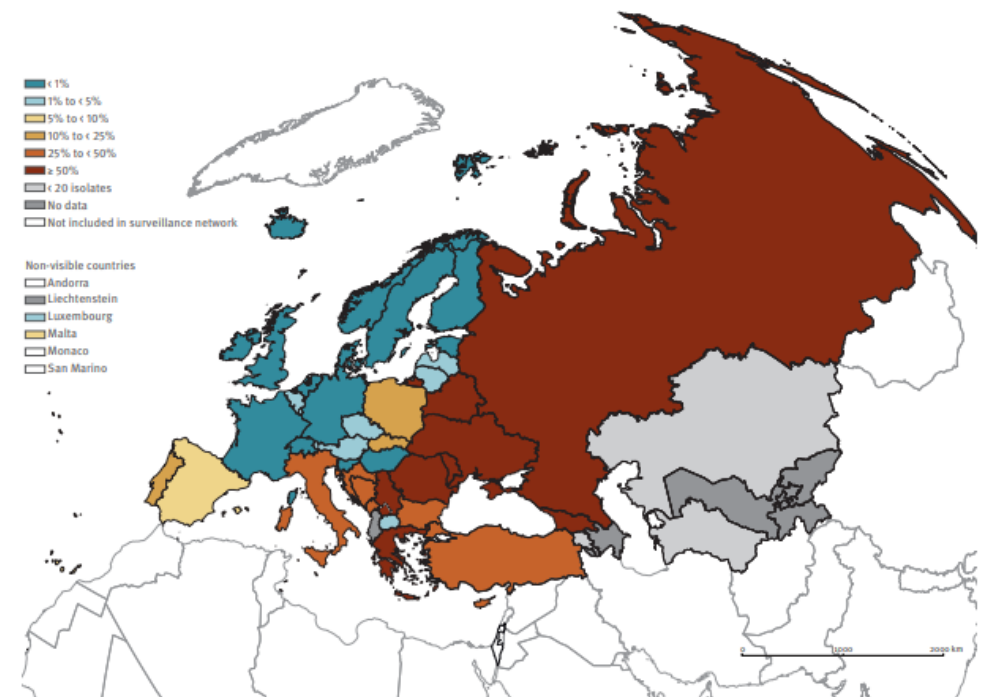 < 1%
1% to < 5%
5% to < 10%
10% to < 25%
25% to < 50%
≥ 50%
< 20 isolates
No data
Not included in surveillance network
Non-visible countries
Andorra
Liechtenstein
Luxembourg
Malta
Monaco
San Marino
0 1000 2000 km